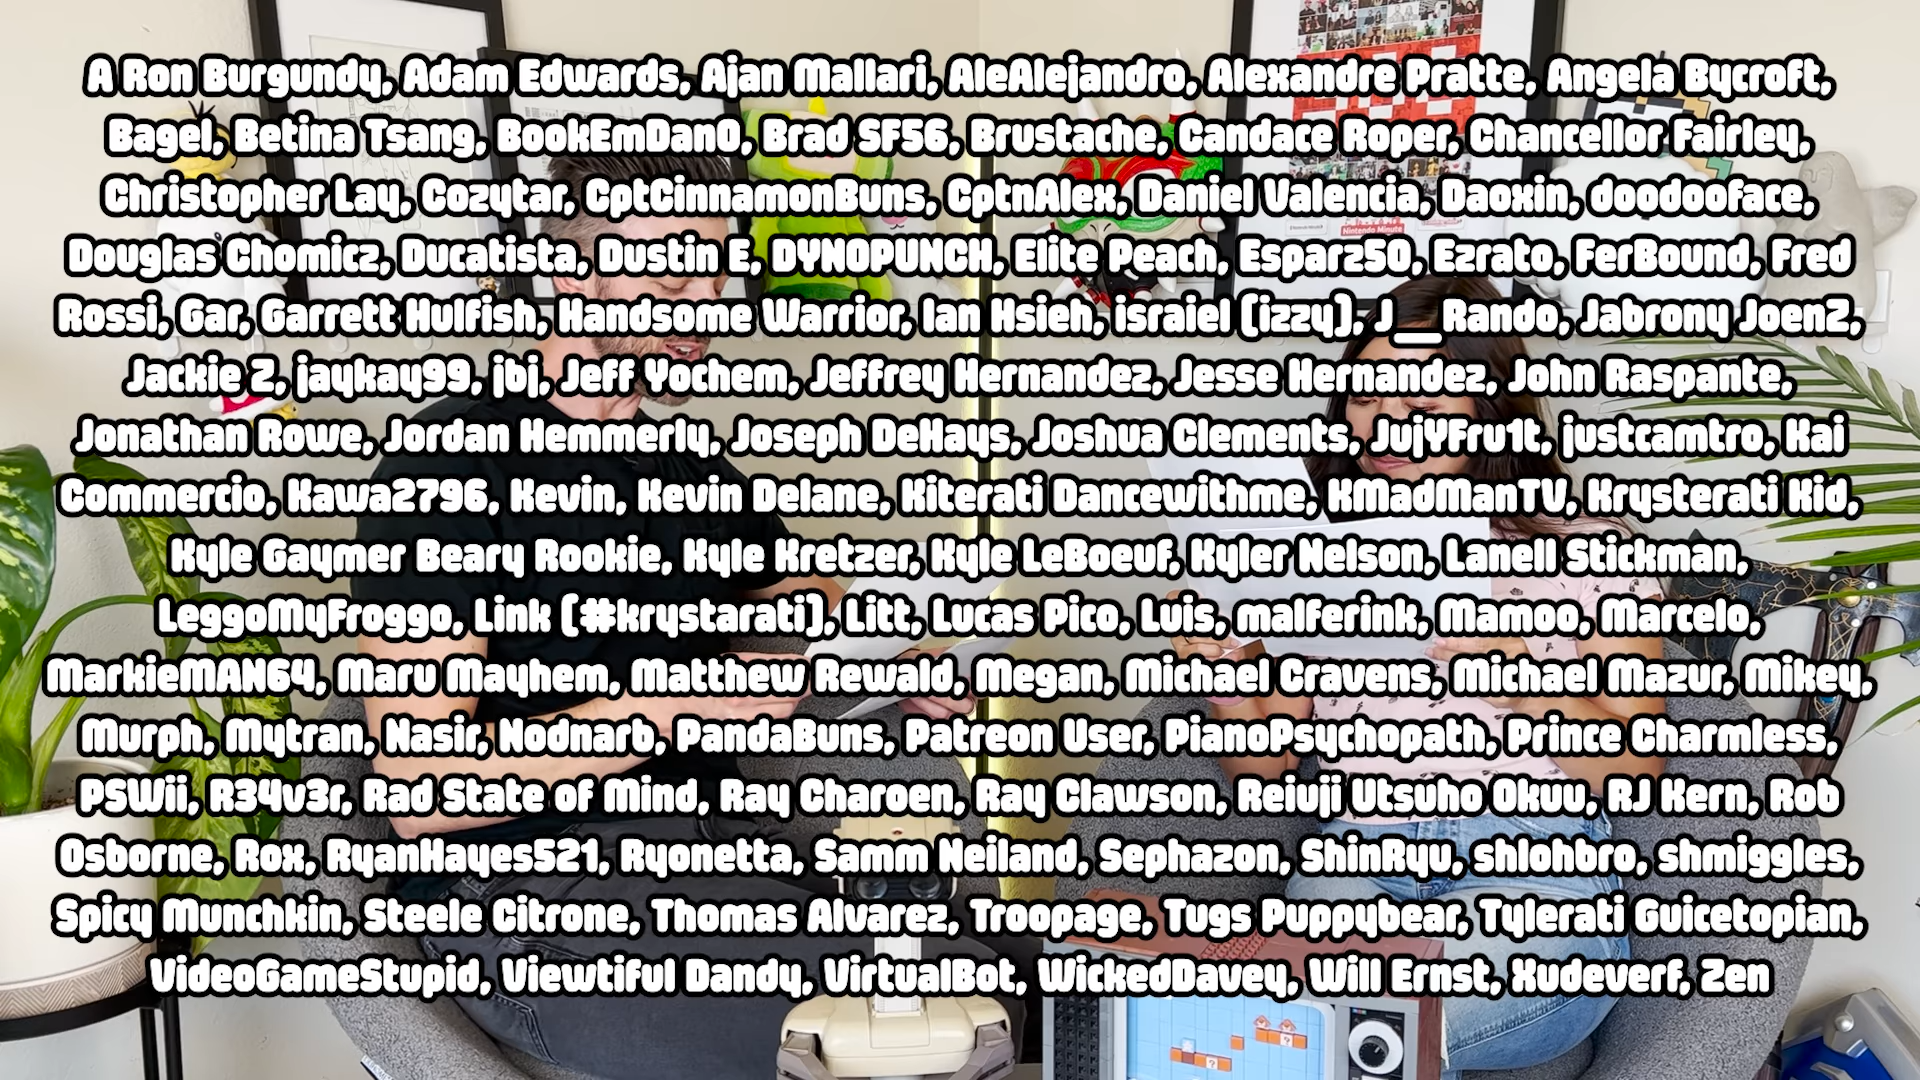 A Ron Burgundy, Adam Edwards, Ajan Mallari, AleAlejandro, Alexandre Pratte, Angela Bycroft,
Bagel, Betina Tsang, BookEmDan0, Brad SF56, Brustache, Candace Roper, Chancellor Fairley,
Christopher Lay, Cozytar, CptCinnamonBuns, CptnAlex, Daniel Valencia, Daoxin, doodooface,
Nintendo Minute
Douglas Chomicz, Ducatista, Dustin E, DYNOPUNCH, Elite Peach, Esparz50, Ezrato, FerBound, Fred
Rossi, Gar, Garrett Hulfish, Handsome Warrior, Ian Hsieh, israiel (izzy), J__Rando, Jabrony JoenZ,
Jackie Z, jaykay99, jbj, Jeff Yochem, Jeffrey Hernandez, Jesse Hernandez, John Raspante,
Jonathan Rowe, Jordan Hemmerly, Joseph DeHays, Joshua Clements, JujYFru1t, justcamtro, Kai
Commercio, Kawa2796, Kevin, Kevin Delane, Kiterati Dancewithme, KMadManTV, Krysterati Kid,
Kyle Gaymer Beary Rookie, Kyle Kretzer, Kyle LeBoeuf, Kyler Nelson, Lanell Stickman,
LeggoMyFroggo, Link (#krystarati), Litt, Lucas Pico, Luis, malferink, Mamoo, Marcelo,
MarkieMAN64, Maru Mayhem, Matthew Rewald, Megan, Michael Cravens, Michael Mazur, Mikey,
Murph, Mytran, Nasir, Nodnarb, PandaBuns, Patreon User, PianoPsychopath, Prince Charmless,
PSWii, R34v3r, Rad State of Mind, Ray Charoen, Ray Clawson, Reiuji Utsuho Okuu, RJ Kern, Rob
Osborne, Rox, RyanHayes521, Ryonetta, Samm Neiland, Sephazon, ShinRyu, shlohbro, shmiggles,
Spicy Munchkin, Steele Citrone, Thomas Alvarez, Troopage, Tugs Puppybear, Tylerati Guicetopian,
VideoGameStupid, Viewtiful Dandy, VirtualBot, WickedDavey, Will Ernst, Xudeverf, Zen